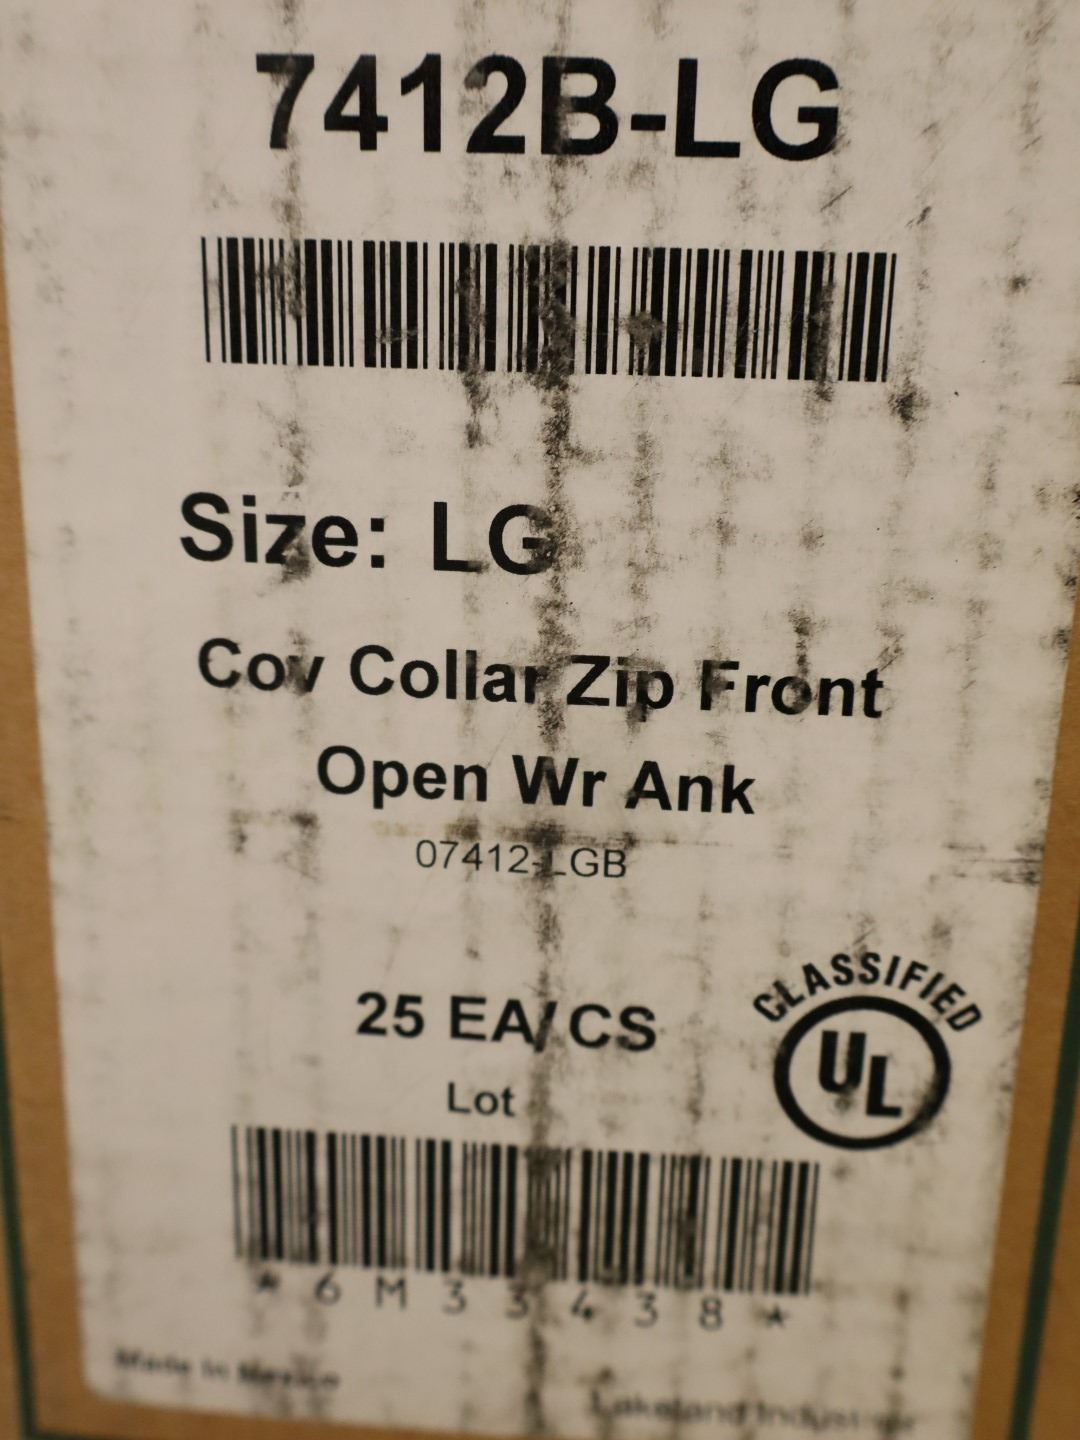 7412B-LG
Size: LG
Cov Collar Zip Front
Open Wr Ank
07412-LGB
25 EA/CS
CLASSIFIED
UL
Lot
*6M33438*
Made In Mexico
Lakeland Industries